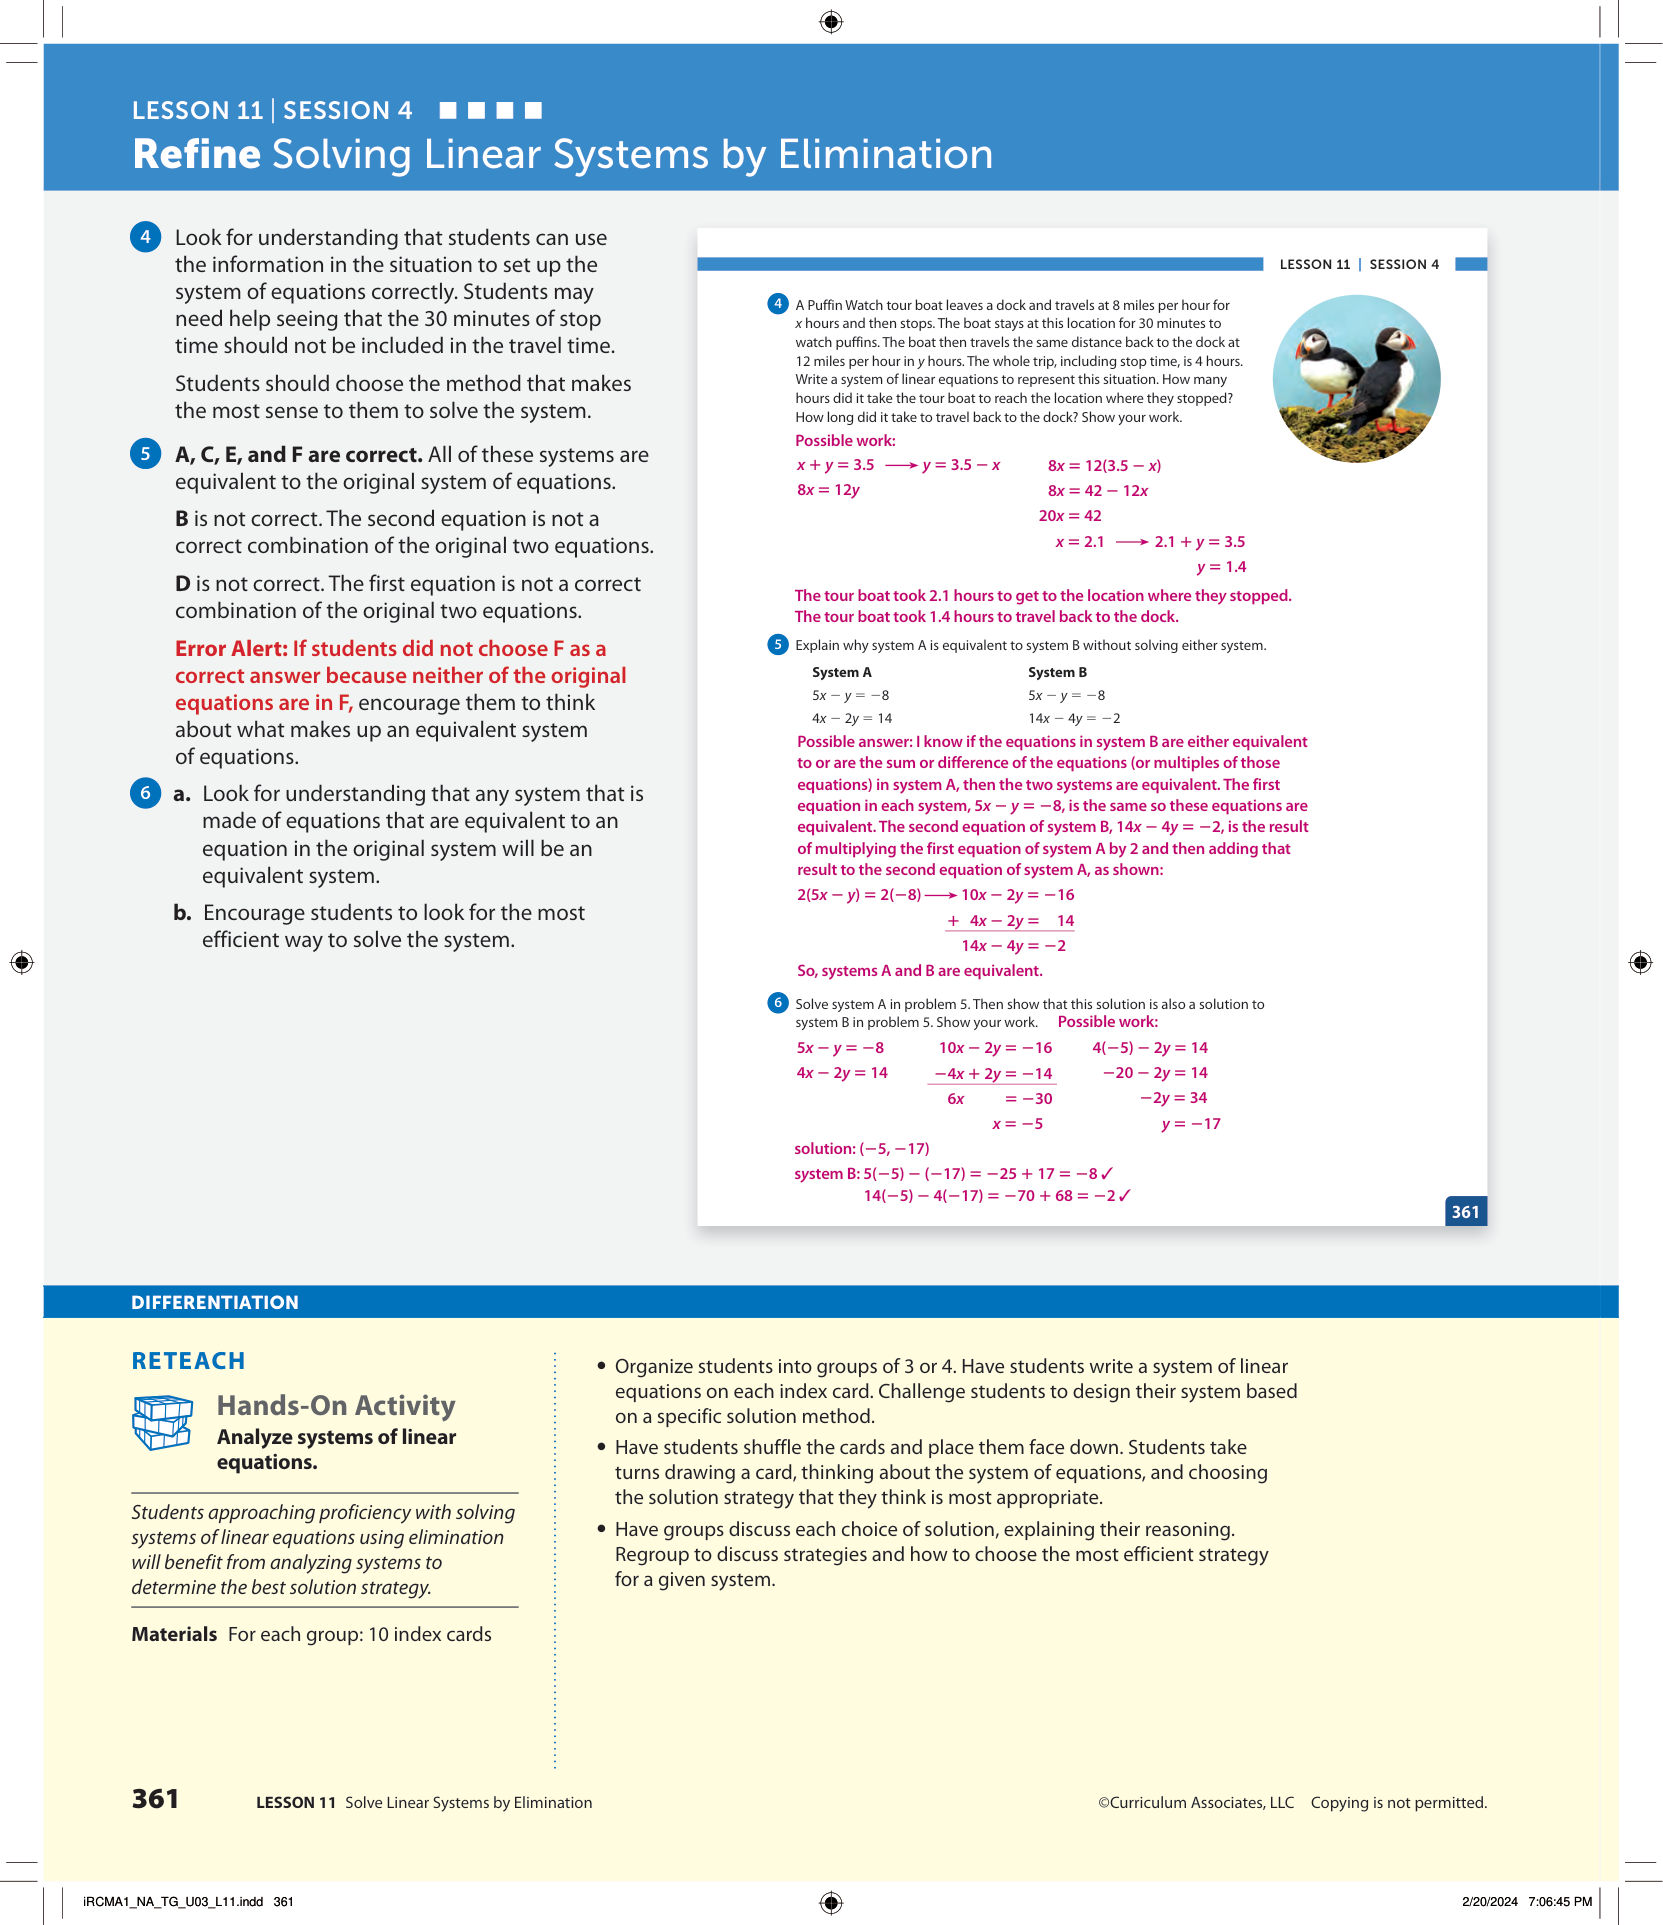 LESSON 11 | SESSION 4
Refine Solving Linear Systems by Elimination
4 Look for understanding that students can use
the information in the situation to set up the
system of equations correctly. Students may
need help seeing that the 30 minutes of stop
time should not be included in the travel time.
Students should choose the method that makes
the most sense to them to solve the system.
5 A, C, E, and F are correct. All of these systems are
equivalent to the original system of equations.
B is not correct. The second equation is not a
correct combination of the original two equations.
D is not correct. The first equation is not a correct
combination of the original two equations.
Error Alert: If students did not choose F as a
correct answer because neither of the original
equations are in F, encourage them to think
about what makes up an equivalent system
of equations.
6 a. Look for understanding that any system that is
made of equations that are equivalent to an
equation in the original system will be an
equivalent system.
b. Encourage students to look for the most
efficient way to solve the system.
LESSON 11 | SESSION 4
4 A Puffin Watch tour boat leaves a dock and travels at 8 miles per hour for
x hours and then stops. The boat stays at this location for 30 minutes to
watch puffins. The boat then travels the same distance back to the dock at
12 miles per hour in y hours. The whole trip, including stop time, is 4 hours.
Write a system of linear equations to represent this situation. How many
hours did it take the tour boat to reach the location where they stopped?
How long did it take to travel back to the dock? Show your work.
Possible work:
x + y = 3.5 ⟶ y = 3.5 − x 8x = 12(3.5 − x)
8x = 12y 8x = 42 − 12x
20x = 42
x = 2.1 ⟶ 2.1 + y = 3.5
y = 1.4
The tour boat took 2.1 hours to get to the location where they stopped.
The tour boat took 1.4 hours to travel back to the dock.
5 Explain why system A is equivalent to system B without solving either system.
System A System B
5x − y = −8 5x − y = −8
4x − 2y = 14 14x − 4y = −2
Possible answer: I know if the equations in system B are either equivalent
to or are the sum or difference of the equations (or multiples of those
equations) in system A, then the two systems are equivalent. The first
equation in each system, 5x − y = −8, is the same so these equations are
equivalent. The second equation of system B, 14x − 4y = −2, is the result
of multiplying the first equation of system A by 2 and then adding that
result to the second equation of system A, as shown:
2(5x − y) = 2(−8) ⟶ 10x − 2y = −16
+ 4x − 2y = 14
14x − 4y = −2
So, systems A and B are equivalent.
6 Solve system A in problem 5. Then show that this solution is also a solution to
system B in problem 5. Show your work. Possible work:
5x − y = −8 10x − 2y = −16 4(−5) − 2y = 14
4x − 2y = 14 −4x + 2y = −14 −20 − 2y = 14
6x = −30 −2y = 34
x = −5 y = −17
solution: (−5, −17)
system B: 5(−5) − (−17) = −25 + 17 = −8 ✓
14(−5) − 4(−17) = −70 + 68 = −2 ✓
361
DIFFERENTIATION
RETEACH
Hands-On Activity
Analyze systems of linear
equations.
Students approaching proficiency with solving
systems of linear equations using elimination
will benefit from analyzing systems to
determine the best solution strategy.
Materials For each group: 10 index cards
• Organize students into groups of 3 or 4. Have students write a system of linear
equations on each index card. Challenge students to design their system based
on a specific solution method.
• Have students shuffle the cards and place them face down. Students take
turns drawing a card, thinking about the system of equations, and choosing
the solution strategy that they think is most appropriate.
• Have groups discuss each choice of solution, explaining their reasoning.
Regroup to discuss strategies and how to choose the most efficient strategy
for a given system.
361 LESSON 11 Solve Linear Systems by Elimination ©Curriculum Associates, LLC Copying is not permitted.
iRCMA1_NA_TG_U03_L11.indd 361 2/20/2024 7:06:45 PM